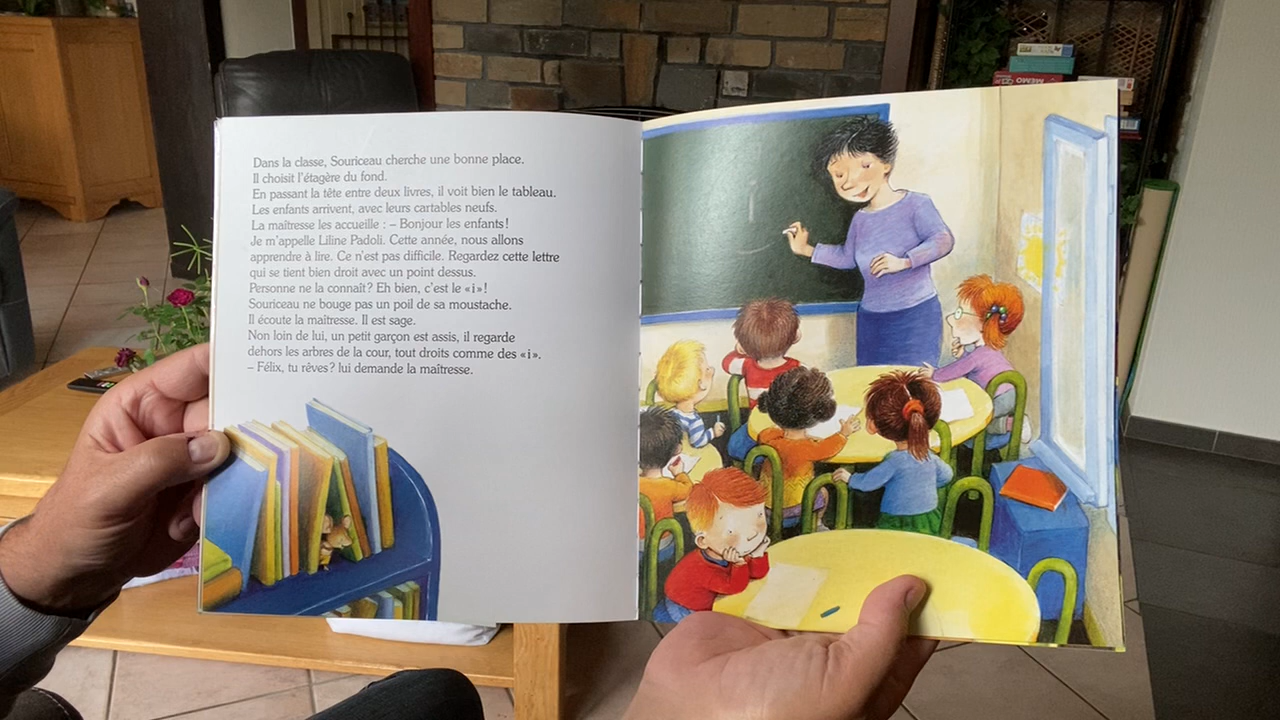 Dans la classe, Souriceau cherche une bonne place.
Il choisit l'étagère du fond.
En passant la tête entre deux livres, il voit bien le tableau.
Les enfants arrivent, avec leurs cartables neufs.
La maîtresse les accueille : – Bonjour les enfants!
Je m'appelle Liline Padoli. Cette année, nous allons
apprendre à lire. Ce n'est pas difficile. Regardez cette lettre
qui se tient bien droit avec un point dessus.
Personne ne la connaît? Eh bien, c'est le «i»!
Souriceau ne bouge pas un poil de sa moustache.
Il écoute la maîtresse. Il est sage.
Non loin de lui, un petit garçon est assis, il regarde
dehors les arbres de la cour, tout droits comme des «i».
– Félix, tu rêves? lui demande la maîtresse.
i
MEMO